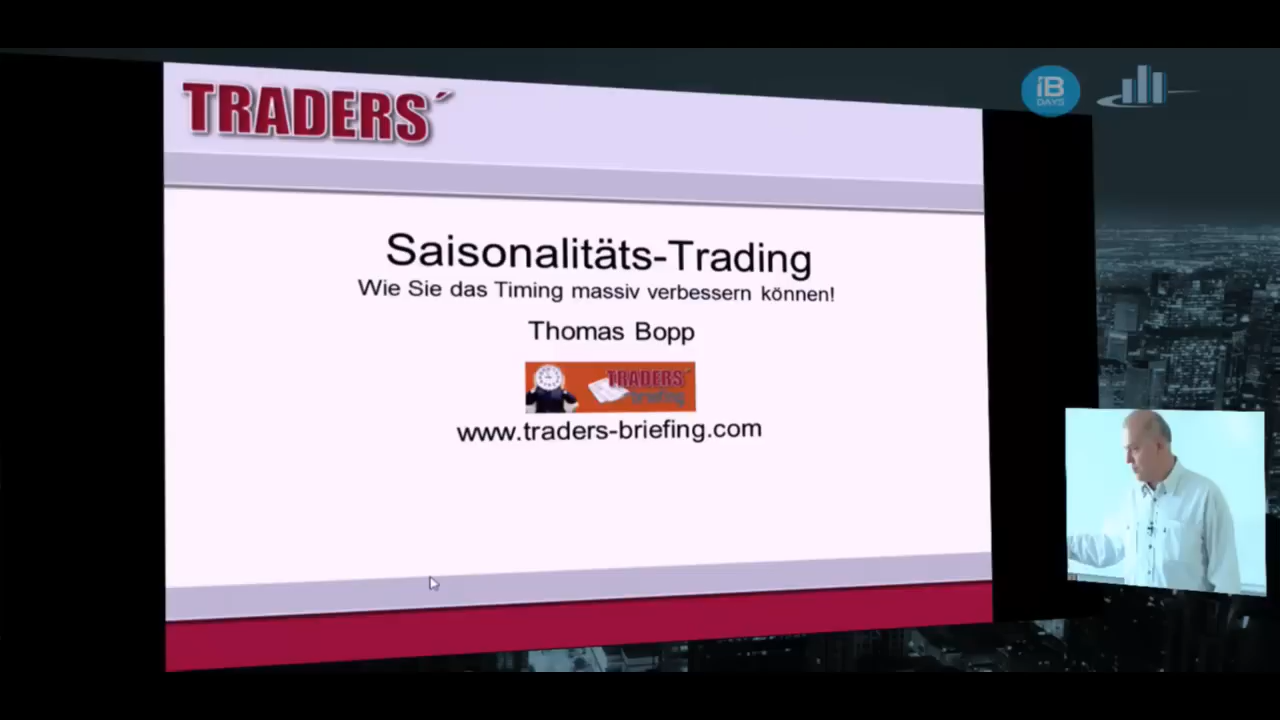 TRADERS´
iB
DAYS
Saisonalitäts-Trading
Wie Sie das Timing massiv verbessern können!
Thomas Bopp
TRADERS´
briefing
www.traders-briefing.com